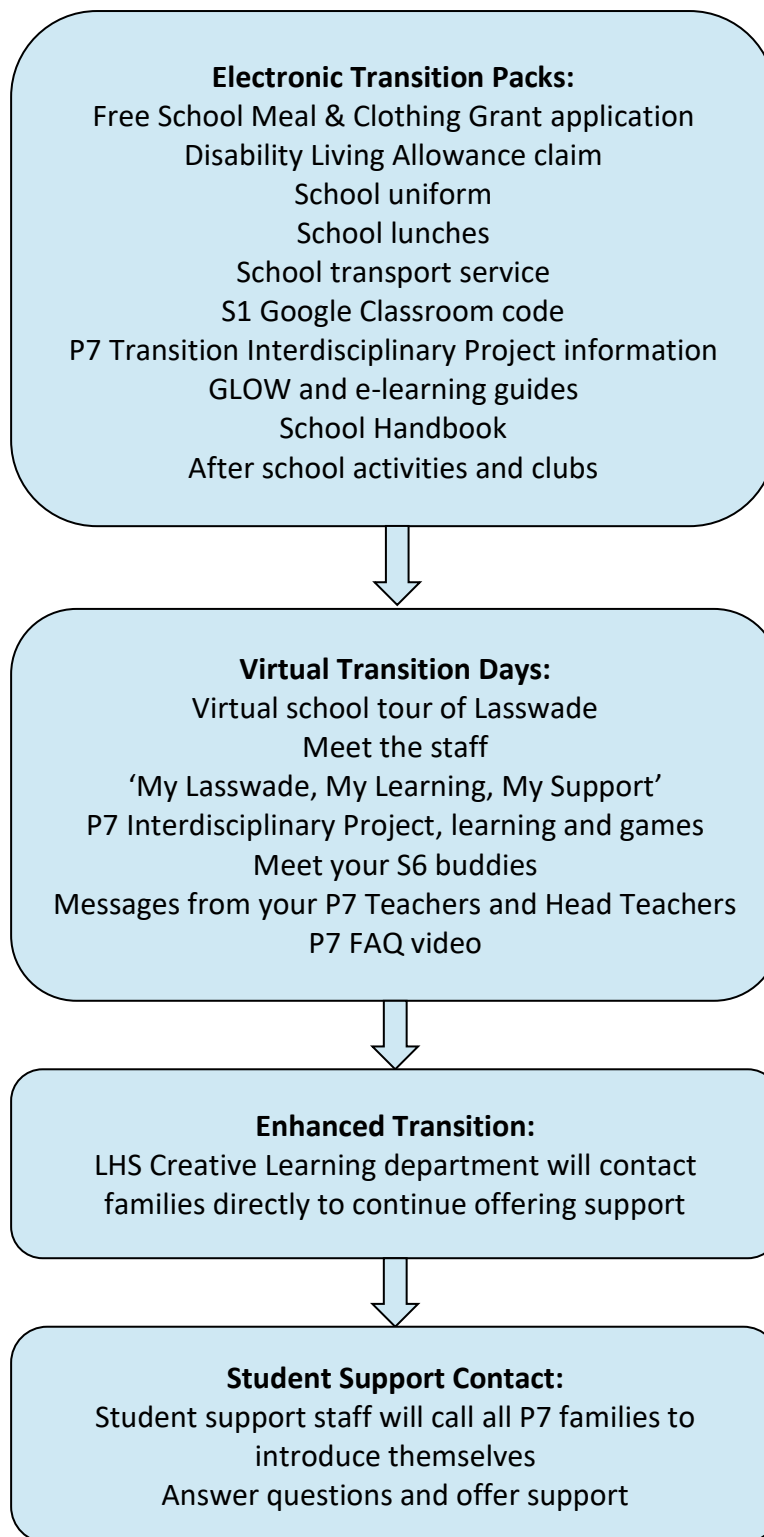 Electronic Transition Packs:
Free School Meal & Clothing Grant application
Disability Living Allowance claim
School uniform
School lunches
School transport service
S1 Google Classroom code
P7 Transition Interdisciplinary Project information
GLOW and e-learning guides
School Handbook
After school activities and clubs
Virtual Transition Days:
Virtual school tour of Lasswade
Meet the staff
‘My Lasswade, My Learning, My Support’
P7 Interdisciplinary Project, learning and games
Meet your S6 buddies
Messages from your P7 Teachers and Head Teachers
P7 FAQ video
Enhanced Transition:
LHS Creative Learning department will contact
families directly to continue offering support
Student Support Contact:
Student support staff will call all P7 families to
introduce themselves
Answer questions and offer support